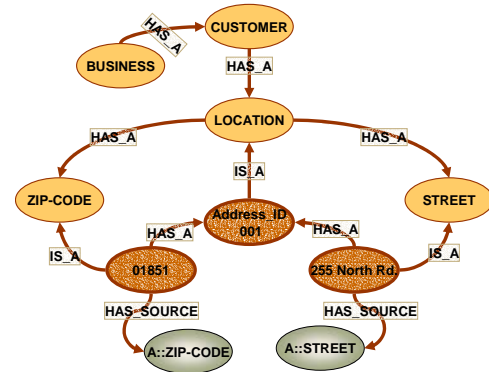 CUSTOMER
HAS_A
BUSINESS
HAS_A
LOCATION
HAS_A
HAS_A
IS_A
ZIP-CODE
STREET
Address_ID
001
HAS_A
HAS_A
IS_A
IS_A
01851
255 North Rd.
HAS_SOURCE
HAS_SOURCE
A::ZIP-CODE
A::STREET